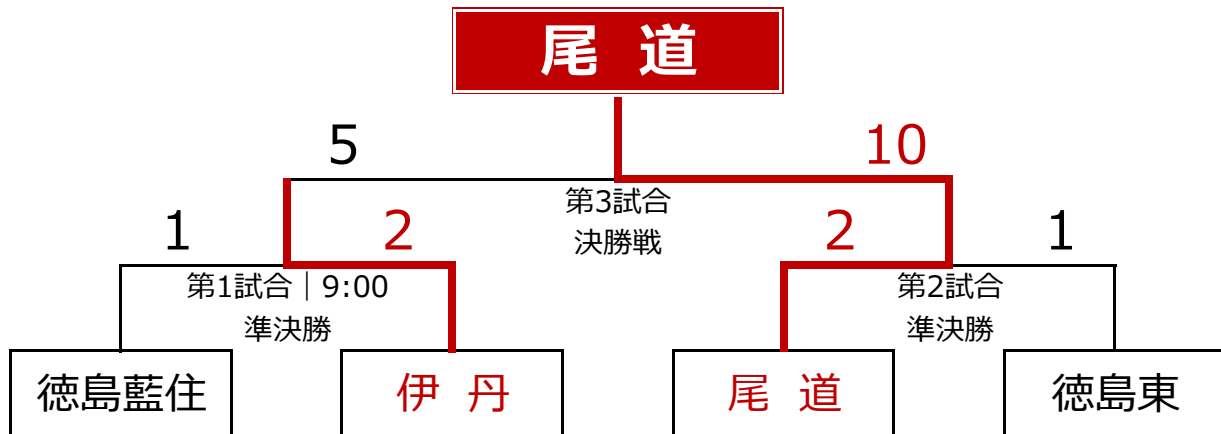 尾 道
5
10
第3試合
決勝戦
1
2
2
1
第1試合｜9:00
準決勝
第2試合
準決勝
徳島藍住
伊 丹
尾 道
徳島東